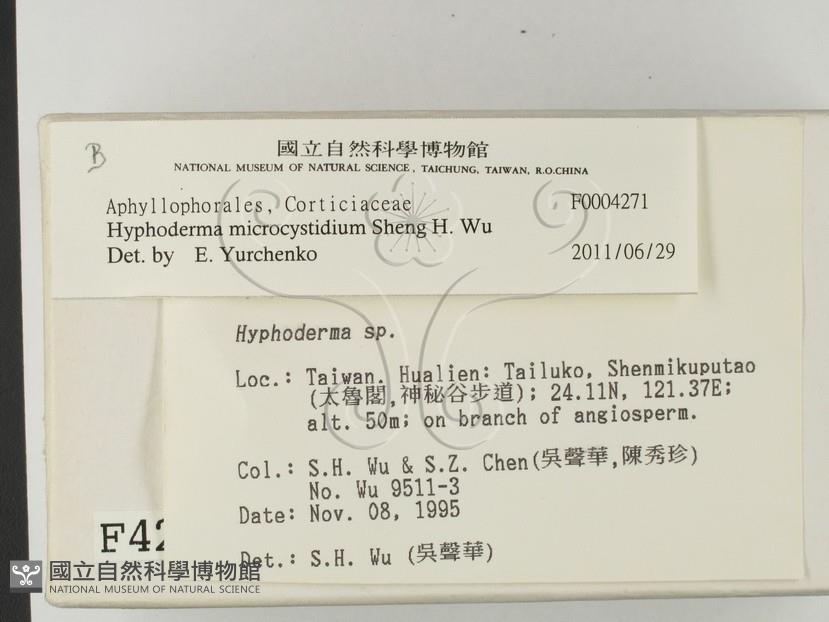 B
國立自然科學博物館
NATIONAL MUSEUM OF NATURAL SCIENCE, TAICHUNG, TAIWAN, R.O.CHINA
Aphyllophorales, Corticiaceae F0004271
Hyphoderma microcystidium Sheng H. Wu
Det. by E. Yurchenko 2011/06/29
Hyphoderma sp.
Loc.: Taiwan. Hualien: Tailuko, Shenmikuputao
(太魯閣,神秘谷步道); 24.11N, 121.37E;
alt. 50m; on branch of angiosperm.
Col.: S.H. Wu & S.Z. Chen(吳聲華,陳秀珍)
No. Wu 9511-3
Date: Nov. 08, 1995
F42
Det.: S.H. Wu (吳聲華)
國立自然科學博物館
NATIONAL MUSEUM OF NATURAL SCIENCE